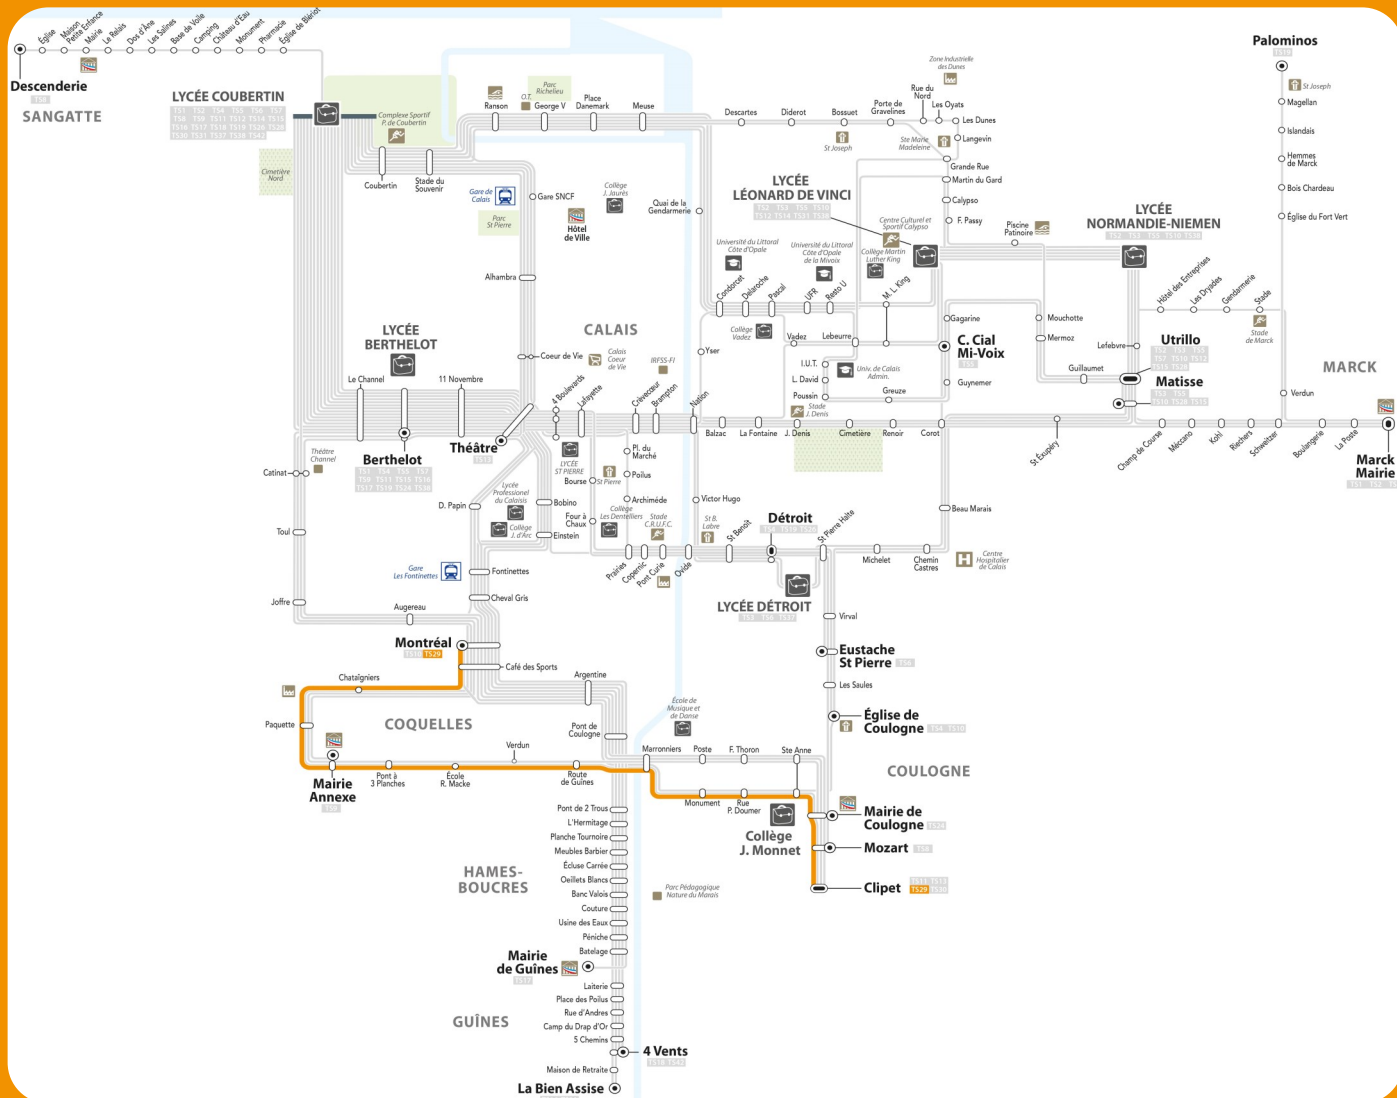 Église
Maison
Petite Enfance
Mairie
Le Relais
Dos d'Âne
Les Salines
Base de Voile
Camping
Château d'Eau
Monument
Pharmacie
Église de Blériot
Descenderie
SANGATTE
LYCÉE COUBERTIN
Complexe Sportif
P. de Coubertin
Cimetière
Nord
Coubertin
Stade du
Souvenir
Ranson
O.T.
George V
Parc
Richelieu
Place
Danemark
Meuse
Gare de
Calais
Gare SNCF
Parc
St Pierre
Hôtel
de Ville
Collège
J. Jaurès
Quai de la
Gendarmerie
Alhambra
Descartes
Diderot
Bossuet
St Joseph
Porte de
Gravelines
Rue du
Nord
Les Oyats
Zone Industrielle
des Dunes
Les Dunes
Langevin
Ste Marie
Madeleine
Grande Rue
Martin du Gard
Calypso
F. Passy
LYCÉE
LÉONARD DE VINCI
Centre Culturel et
Sportif Calypso
Collège Martin
Luther King
Piscine
Patinoire
LYCÉE
NORMANDIE-NIEMEN
Palominos
St Joseph
Magellan
Islandais
Hemmes
de Marck
Bois Chardeau
Église du Fort Vert
Université du Littoral
Côte d'Opale
Université du Littoral
Côte d'Opale
de la Mivoix
Condorcet
Delaroche
Pascal
UFR
Resto U
M. L. King
Collège
Vadez
Vadez
Lebeurre
Yser
I.U.T.
L. David
Poussin
Univ. de Calais
Admin.
Greuze
Gagarine
C. Cial
Mi-Voix
TS5
Guynemer
Mouchotte
Mermoz
Guillaumet
Lefebvre
Hôtel des Entreprises
Les Dryades
Gendarmerie
Stade
Stade
de Marck
Utrillo
Matisse
MARCK
Verdun
Marck
Mairie
CALAIS
LYCÉE
BERTHELOT
Le Channel
11 Novembre
Coeur de Vie
Calais
Coeur
de Vie
IRFSS-FI
4 Boulevards
Lafayette
Crèvecœur
Brampton
Nation
Balzac
La Fontaine
J. Denis
Stade
J. Denis
Cimetière
Renoir
Corot
St Exupéry
Champ de Course
Méccano
Kohl
Riechers
Schweitzer
Boulangerie
La Poste
Théâtre
Channel
Berthelot
Théâtre
TS13
Catinat
Toul
Joffre
Augereau
D. Papin
Lycée
Professionel
du Calaisis
Collège
J. d'Arc
LYCÉE
ST PIERRE
Bourse
St Pierre
Pl. du
Marché
Poilus
Archiméde
Bobino
Einstein
Four à
Chaux
Collège
Les Dentelliers
Stade
C.R.U.F.C.
Victor Hugo
St B.
Labre
Prairies
Copernic
Pont Curie
Ovide
St Benoît
Détroit
St Pierre Halte
Michelet
Chemin
Castres
Beau Marais
Centre
Hospitalier
de Calais
LYCÉE DÉTROIT
Gare
Les Fontinettes
Fontinettes
Cheval Gris
Montréal
TS29
Café des Sports
Virval
Eustache
St Pierre
Les Saules
Église de
Coulogne
COULOGNE
Chataîgniers
Paquette
COQUELLES
Mairie
Annexe
Pont à
3 Planches
École
R. Macke
Verdun
Route
de Guînes
Argentine
Pont de
Coulogne
École de
Musique et
de Danse
Marronniers
Poste
F. Thoron
Ste Anne
Monument
Rue
P. Doumer
Collège
J. Monnet
Mairie de
Coulogne
Mozart
Clipet
TS29
Pont de 2 Trous
L'Hermitage
Planche Tournoire
Meubles Barbier
Écluse Carrée
Oeillets Blancs
Banc Valois
Couture
Usine des Eaux
Péniche
Batelage
HAMES-
BOUCRES
Parc Pédagogique
Nature du Marais
Mairie
de Guînes
TS17
Laiterie
Place des Poilus
Rue d'Andres
Camp du Drap d'Or
5 Chemins
GUÎNES
4 Vents
Maison de Retraite
La Bien Assise